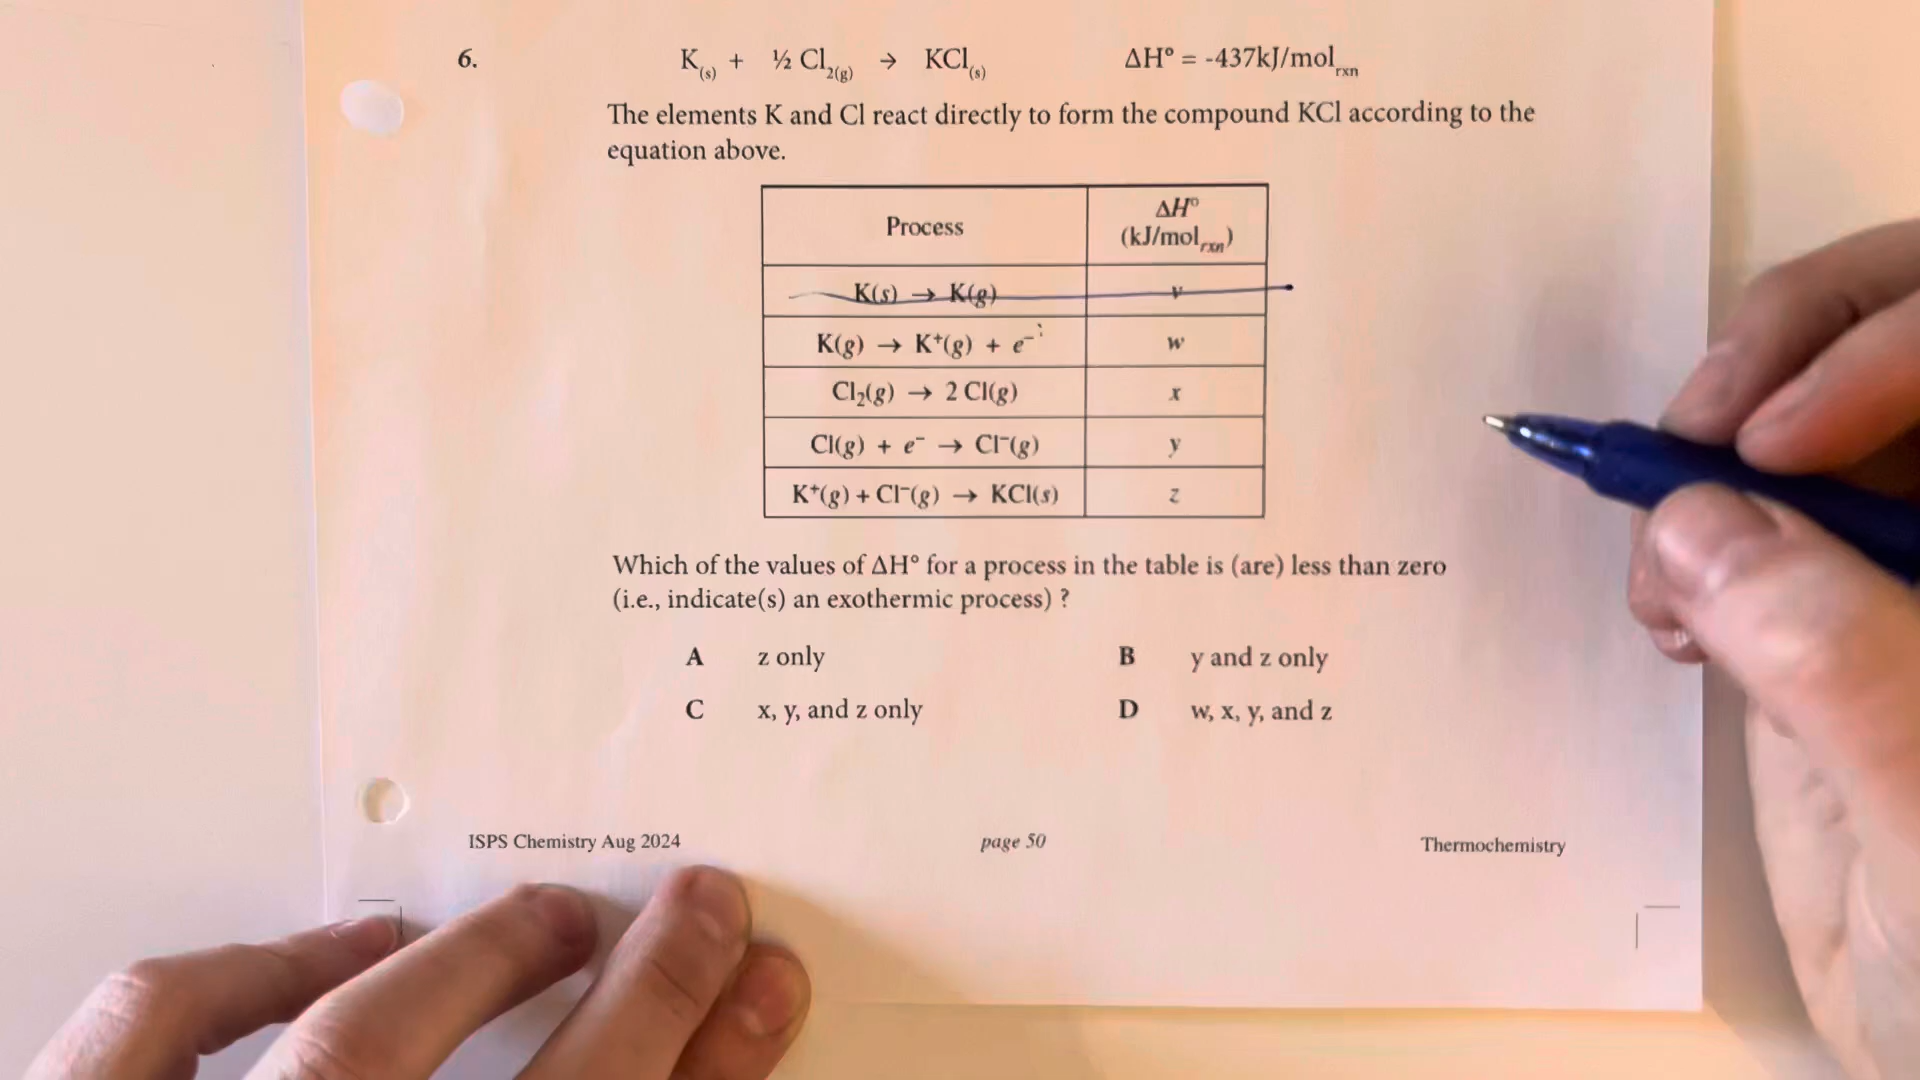 6. K(s) + ½ Cl2(g) → KCl(s) ΔH° = -437kJ/molrxn
The elements K and Cl react directly to form the compound KCl according to the
equation above.
Process ΔH° (kJ/molrxn)
K(s) → K(g) v
K(g) → K⁺(g) + e⁻ w
Cl₂(g) → 2 Cl(g) x
Cl(g) + e⁻ → Cl⁻(g) y
K⁺(g) + Cl⁻(g) → KCl(s) z
Which of the values of ΔH° for a process in the table is (are) less than zero
(i.e., indicate(s) an exothermic process) ?
A z only B y and z only
C x, y, and z only D w, x, y, and z
ISPS Chemistry Aug 2024 page 50 Thermochemistry